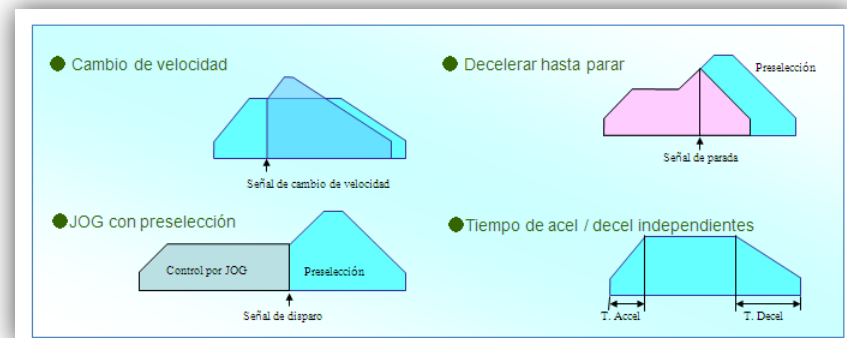 Cambio de velocidad
Señal de cambio de velocidad
Decelerar hasta parar
Preselección
Señal de parada
JOG con preselección
Control por JOG
Preselección
Señal de disparo
Tiempo de acel / decel independientes
T. Accel
T. Decel